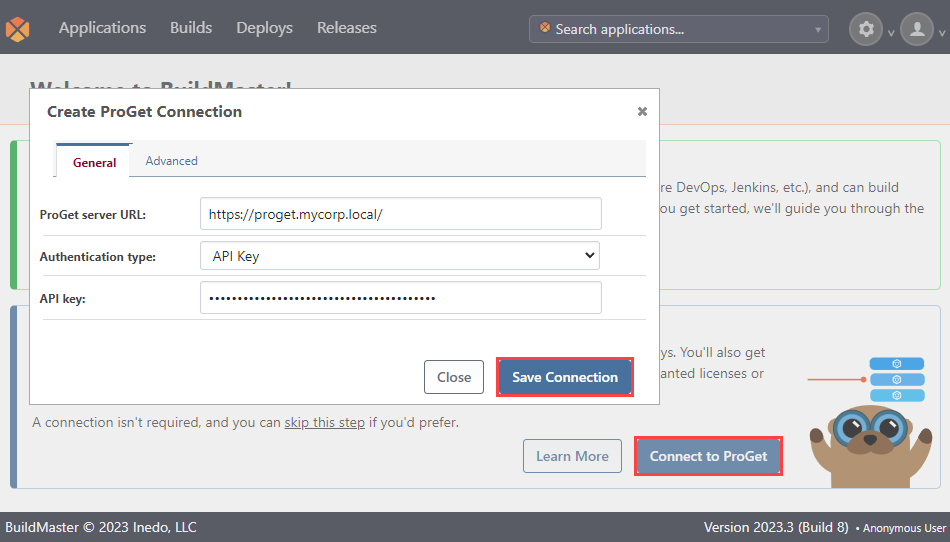 Applications Builds Deploys Releases Search applications...
Welcome to BuildMaster!
Create ProGet Connection
General Advanced
re DevOps, Jenkins, etc.), and can build
ou get started, we'll guide you through the
ProGet server URL: https://proget.mycorp.local/
Authentication type: API Key
API key: ••••••••••••••••••••••••••••••••••••••••
ys. You'll also get
anted licenses or
Close Save Connection
A connection isn't required, and you can skip this step if you'd prefer.
Learn More Connect to ProGet
BuildMaster © 2023 Inedo, LLC Version 2023.3 (Build 8) • Anonymous User